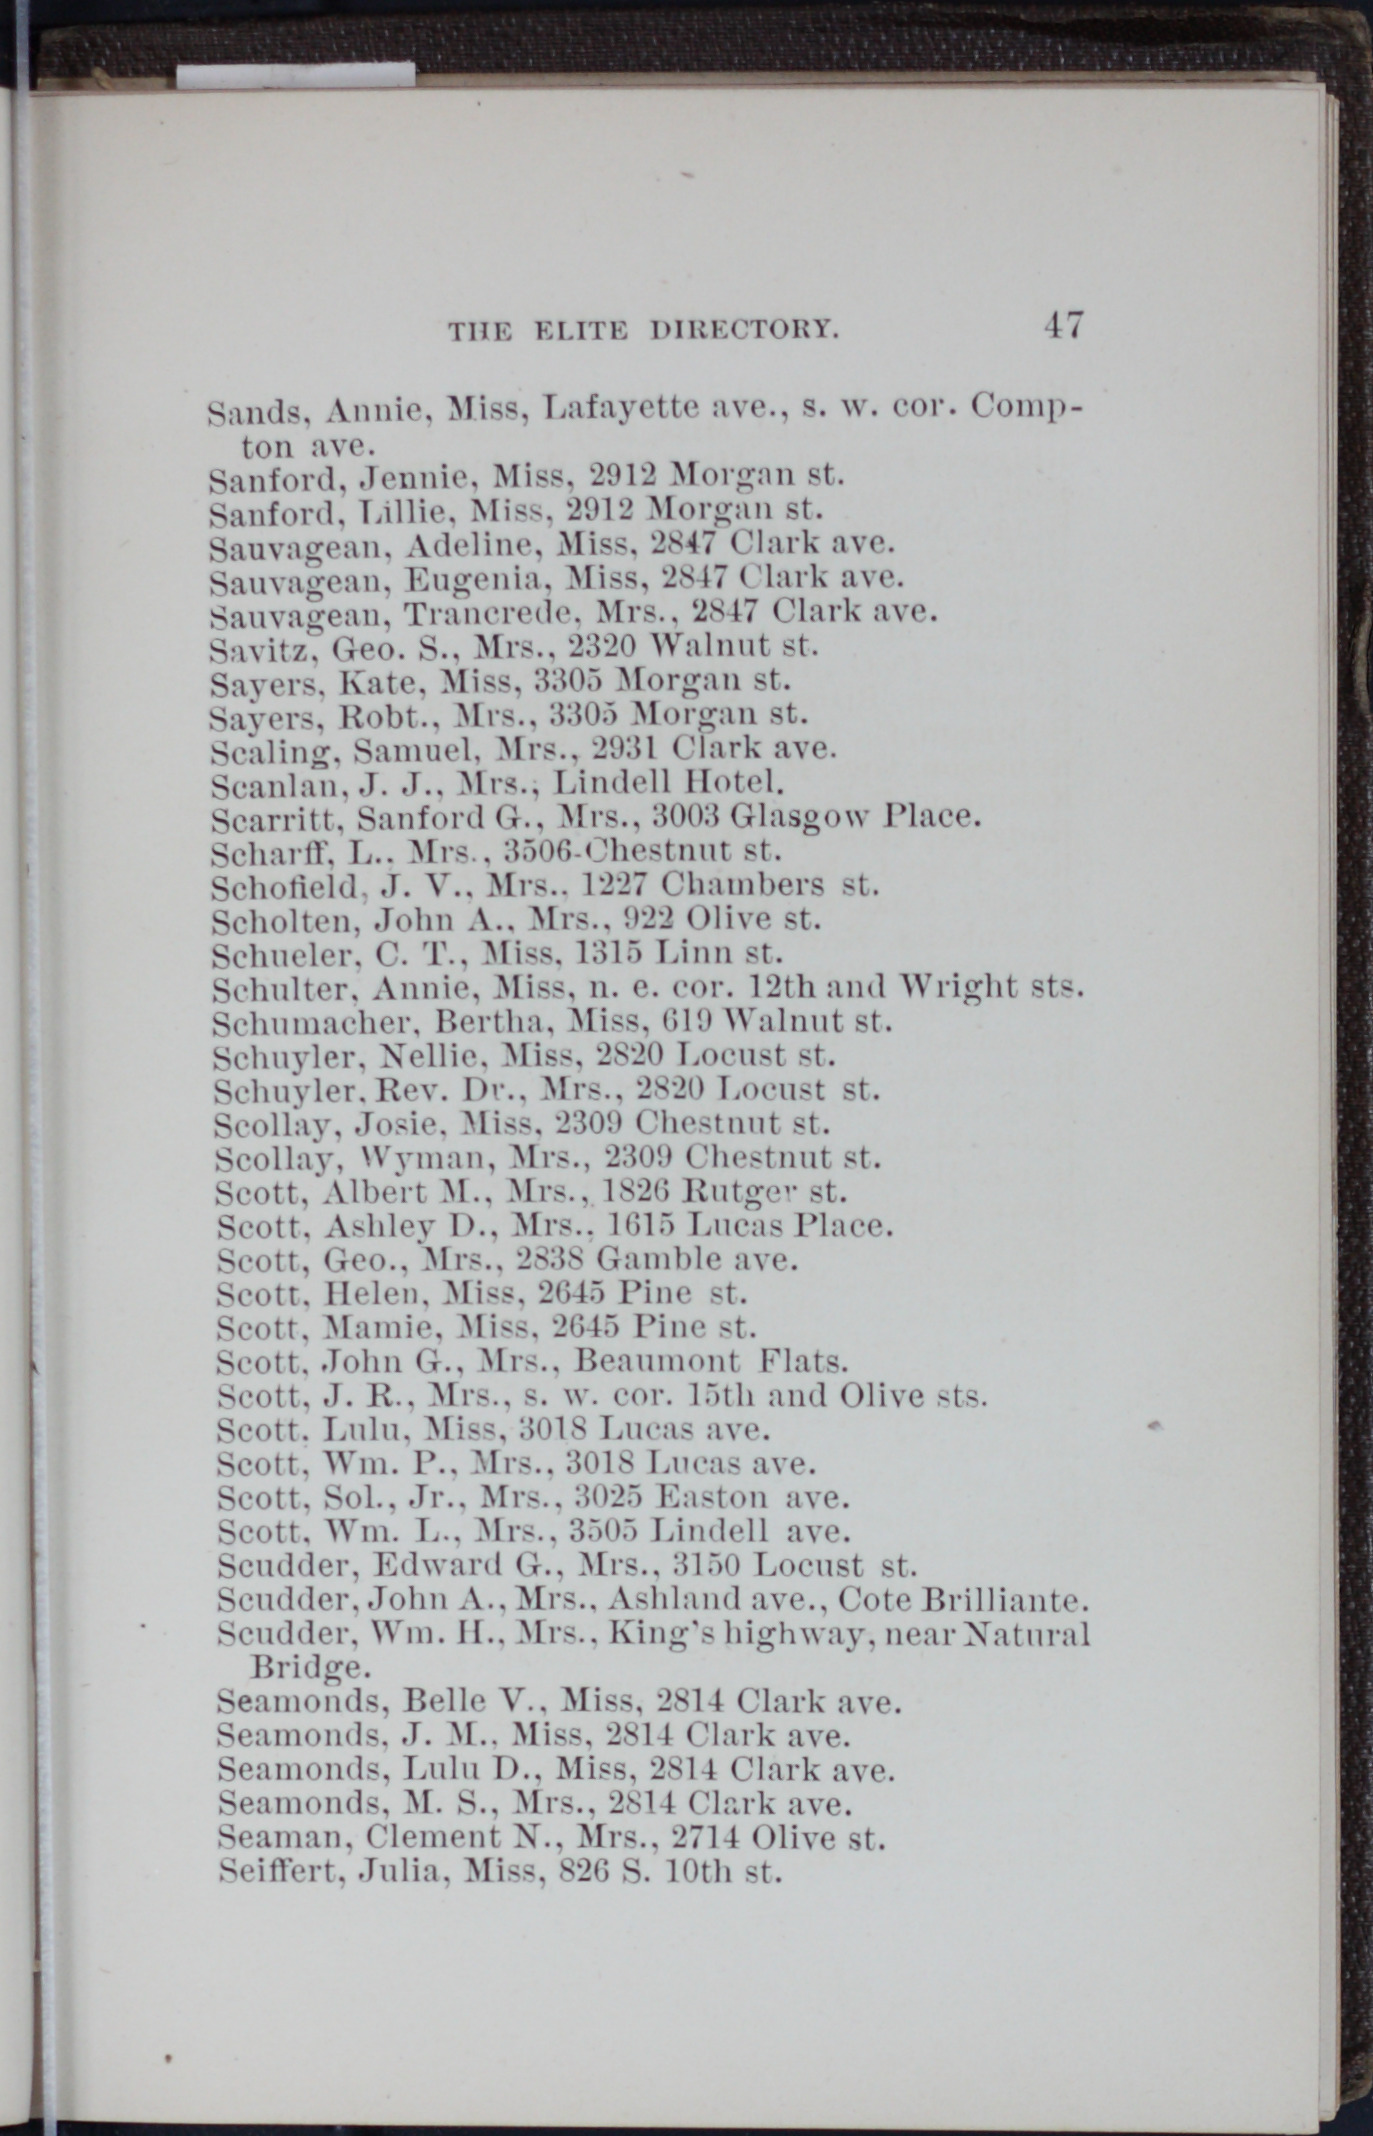 THE ELITE DIRECTORY. 47
Sands, Annie, Miss, Lafayette ave., s. w. cor. Comp-
ton ave.
Sanford, Jennie, Miss, 2912 Morgan st.
Sanford, Lillie, Miss, 2912 Morgan st.
Sauvagean, Adeline, Miss, 2847 Clark ave.
Sauvagean, Eugenia, Miss, 2847 Clark ave.
Sauvagean, Trancrede, Mrs., 2847 Clark ave.
Savitz, Geo. S., Mrs., 2320 Walnut st.
Sayers, Kate, Miss, 3305 Morgan st.
Sayers, Robt., Mrs., 3305 Morgan st.
Scaling, Samuel, Mrs., 2931 Clark ave.
Scanlan, J. J., Mrs., Lindell Hotel.
Scarritt, Sanford G., Mrs., 3003 Glasgow Place.
Scharff, L., Mrs., 3506-Chestnut st.
Schofield, J. V., Mrs., 1227 Chambers st.
Scholten, John A., Mrs., 922 Olive st.
Schueler, C. T., Miss, 1315 Linn st.
Schulter, Annie, Miss, n. e. cor. 12th and Wright sts.
Schumacher, Bertha, Miss, 619 Walnut st.
Schuyler, Nellie, Miss, 2820 Locust st.
Schuyler, Rev. Dr., Mrs., 2820 Locust st.
Scollay, Josie, Miss, 2309 Chestnut st.
Scollay, Wyman, Mrs., 2309 Chestnut st.
Scott, Albert M., Mrs., 1826 Rutger st.
Scott, Ashley D., Mrs., 1615 Lucas Place.
Scott, Geo., Mrs., 2838 Gamble ave.
Scott, Helen, Miss, 2645 Pine st.
Scott, Mamie, Miss, 2645 Pine st.
Scott, John G., Mrs., Beaumont Flats.
Scott, J. R., Mrs., s. w. cor. 15th and Olive sts.
Scott, Lulu, Miss, 3018 Lucas ave.
Scott, Wm. P., Mrs., 3018 Lucas ave.
Scott, Sol., Jr., Mrs., 3025 Easton ave.
Scott, Wm. L., Mrs., 3505 Lindell ave.
Scudder, Edward G., Mrs., 3150 Locust st.
Scudder, John A., Mrs., Ashland ave., Cote Brilliante.
Scudder, Wm. H., Mrs., King's highway, near Natural
Bridge.
Seamonds, Belle V., Miss, 2814 Clark ave.
Seamonds, J. M., Miss, 2814 Clark ave.
Seamonds, Lulu D., Miss, 2814 Clark ave.
Seamonds, M. S., Mrs., 2814 Clark ave.
Seaman, Clement N., Mrs., 2714 Olive st.
Seiffert, Julia, Miss, 826 S. 10th st.